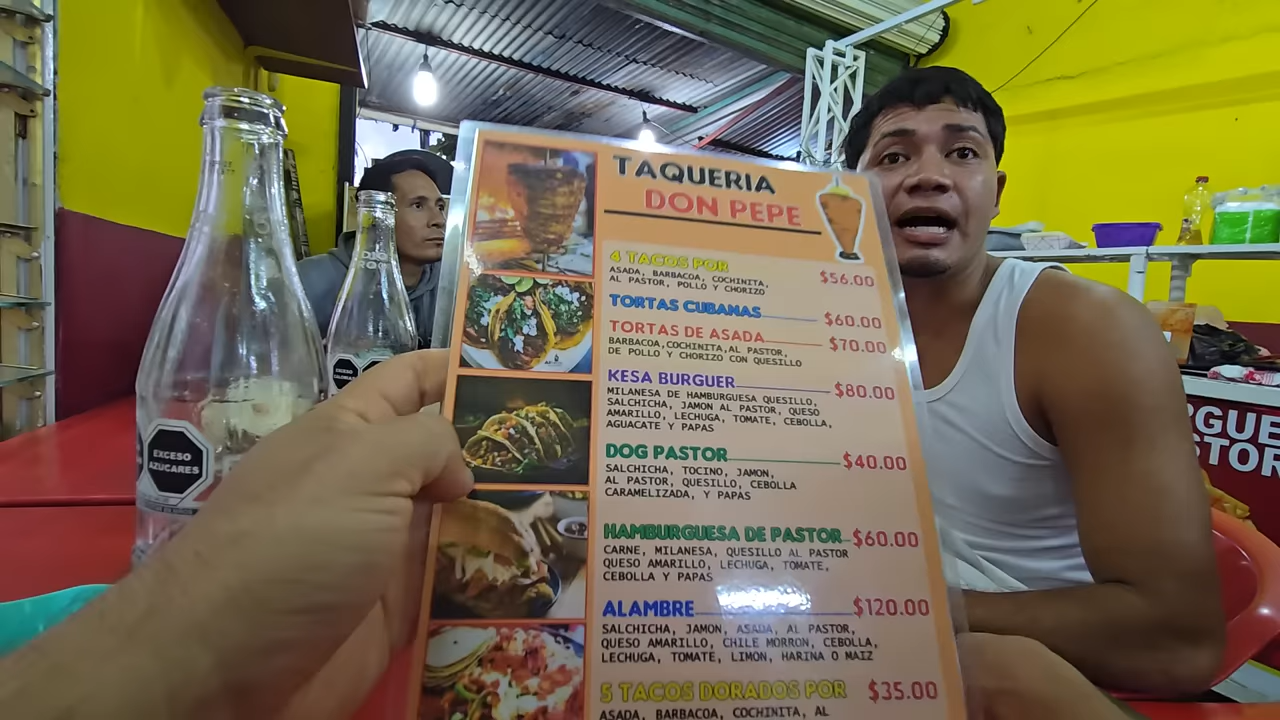 TAQUERIA
DON PEPE
4 TACOS POR $56.00
ASADA, BARBACOA, COCHINITA,
AL PASTOR, POLLO Y CHORIZO
TORTAS CUBANAS $60.00
TORTAS DE ASADA $70.00
BARBACOA,COCHINITA,AL PASTOR,
DE POLLO Y CHORIZO CON QUESILLO
KESA BURGUER $80.00
MILANESA DE HAMBURGUESA QUESILLO,
SALCHICHA, JAMON AL PASTOR, QUESO
AMARILLO, LECHUGA, TOMATE, CEBOLLA,
AGUACATE Y PAPAS
DOG PASTOR $40.00
SALCHICHA, TOCINO, JAMON,
AL PASTOR, QUESILLO, CEBOLLA
CARAMELIZADA, Y PAPAS
HAMBURGUESA DE PASTOR $60.00
CARNE, MILANESA, QUESILLO AL PASTOR
QUESO AMARILLO, LECHUGA, TOMATE,
CEBOLLA Y PAPAS
ALAMBRE $120.00
SALCHICHA, JAMON, ASADA, AL PASTOR,
QUESO AMARILLO, CHILE MORRON, CEBOLLA,
LECHUGA, TOMATE, LIMON, HARINA O MAIZ
5 TACOS DORADOS POR $35.00
ASADA, BARBACOA, COCHINITA, AL
EXCESO
AZÚCARES
EXCESO
CALORÍAS